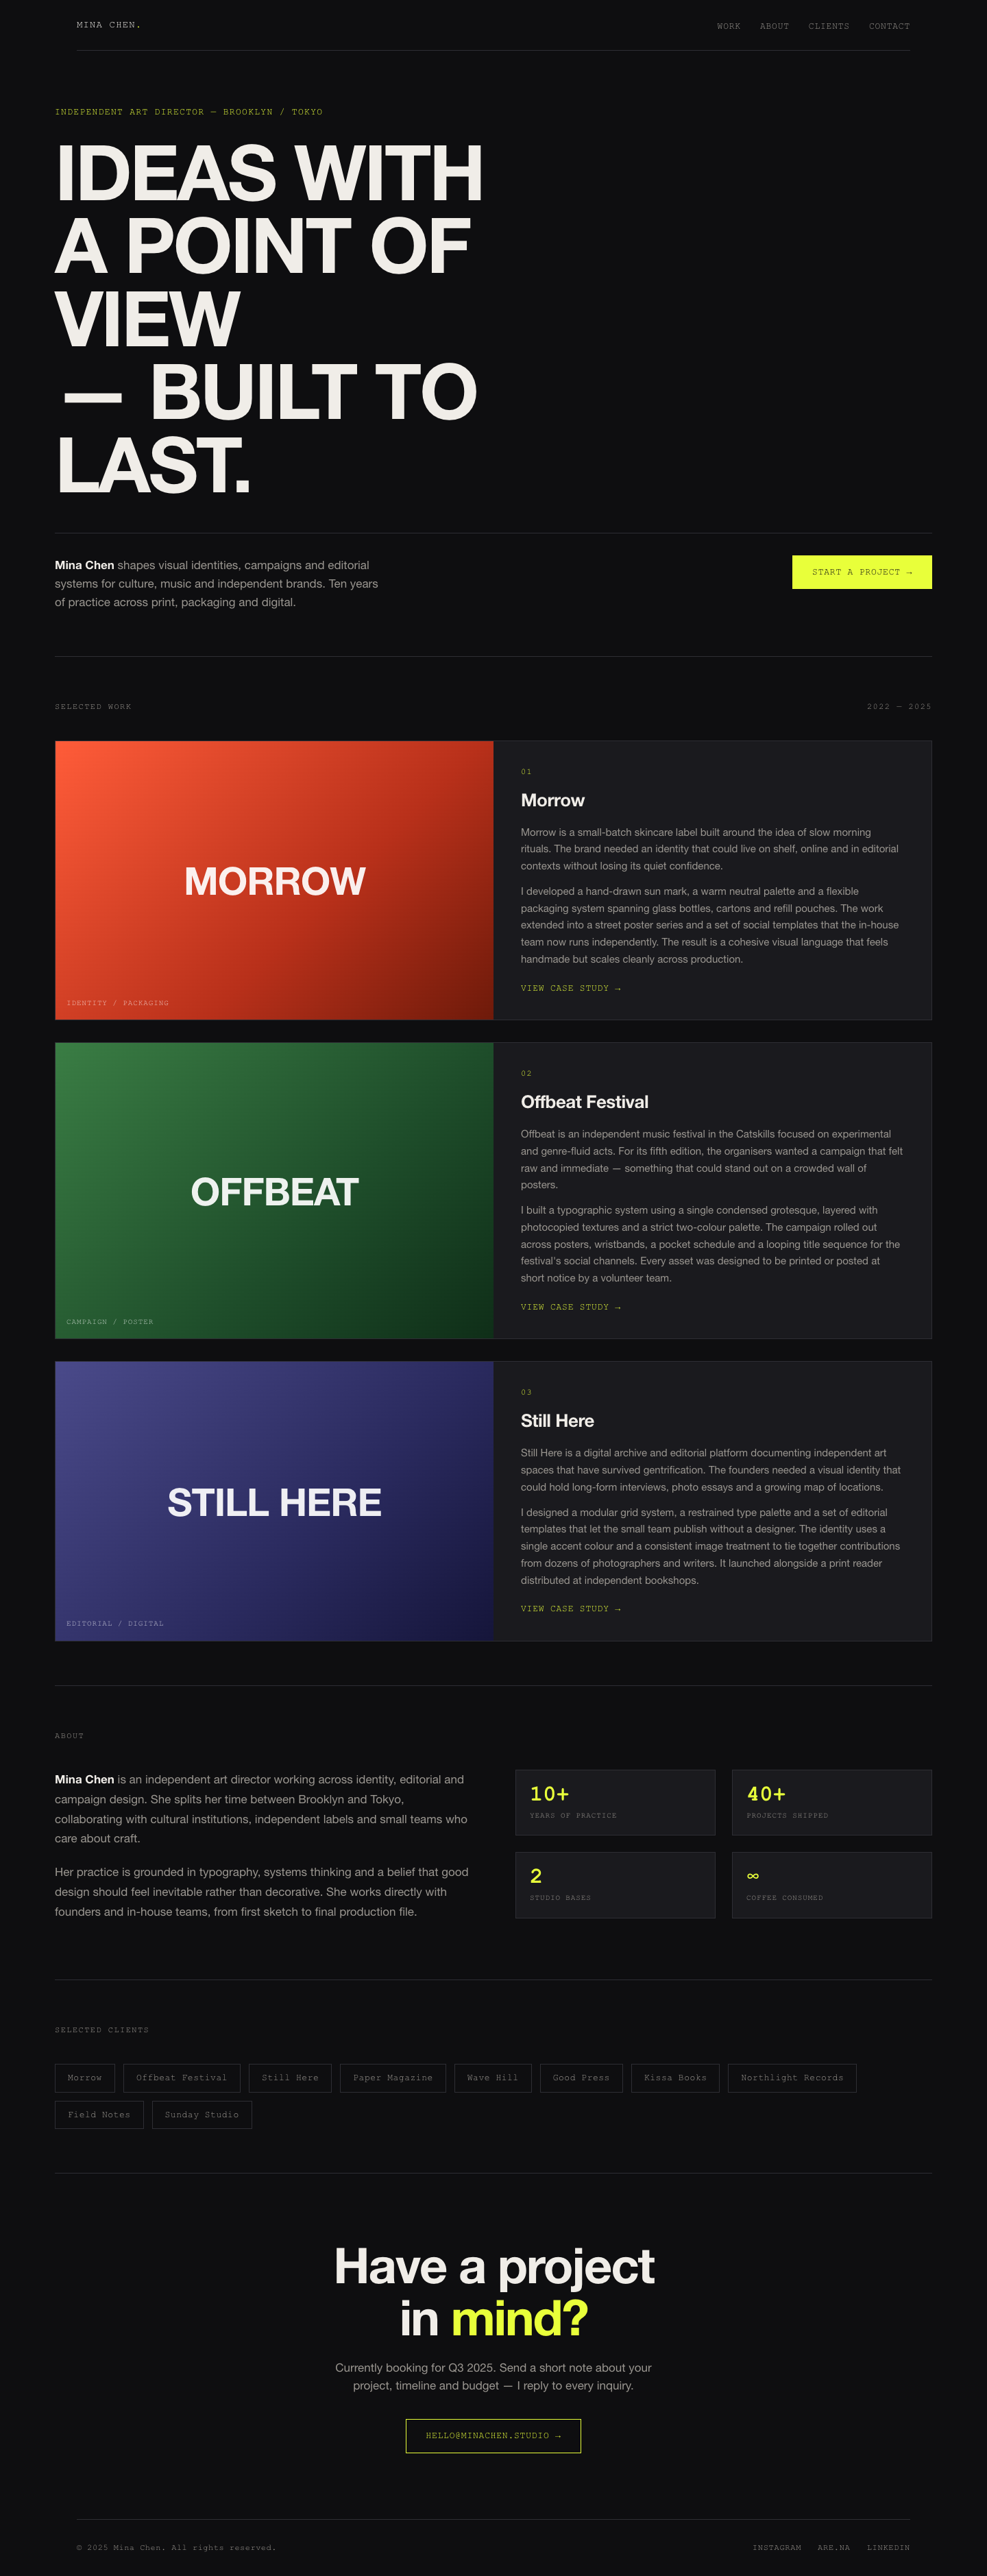 MINA CHEN.
WORK ABOUT CLIENTS CONTACT
INDEPENDENT ART DIRECTOR — BROOKLYN / TOKYO
IDEAS WITH
A POINT OF
VIEW
— BUILT TO
LAST.
Mina Chen shapes visual identities, campaigns and editorial
systems for culture, music and independent brands. Ten years
of practice across print, packaging and digital.
START A PROJECT →
SELECTED WORK
2022 — 2025
MORROW
IDENTITY / PACKAGING
01
Morrow
Morrow is a small-batch skincare label built around the idea of slow morning
rituals. The brand needed an identity that could live on shelf, online and in editorial
contexts without losing its quiet confidence.
I developed a hand-drawn sun mark, a warm neutral palette and a flexible
packaging system spanning glass bottles, cartons and refill pouches. The work
extended into a street poster series and a set of social templates that the in-house
team now runs independently. The result is a cohesive visual language that feels
handmade but scales cleanly across production.
VIEW CASE STUDY →
OFFBEAT
CAMPAIGN / POSTER
02
Offbeat Festival
Offbeat is an independent music festival in the Catskills focused on experimental
and genre-fluid acts. For its fifth edition, the organisers wanted a campaign that felt
raw and immediate — something that could stand out on a crowded wall of
posters.
I built a typographic system using a single condensed grotesque, layered with
photocopied textures and a strict two-colour palette. The campaign rolled out
across posters, wristbands, a pocket schedule and a looping title sequence for the
festival's social channels. Every asset was designed to be printed or posted at
short notice by a volunteer team.
VIEW CASE STUDY →
STILL HERE
EDITORIAL / DIGITAL
03
Still Here
Still Here is a digital archive and editorial platform documenting independent art
spaces that have survived gentrification. The founders needed a visual identity that
could hold long-form interviews, photo essays and a growing map of locations.
I designed a modular grid system, a restrained type palette and a set of editorial
templates that let the small team publish without a designer. The identity uses a
single accent colour and a consistent image treatment to tie together contributions
from dozens of photographers and writers. It launched alongside a print reader
distributed at independent bookshops.
VIEW CASE STUDY →
ABOUT
Mina Chen is an independent art director working across identity, editorial and
campaign design. She splits her time between Brooklyn and Tokyo,
collaborating with cultural institutions, independent labels and small teams who
care about craft.
Her practice is grounded in typography, systems thinking and a belief that good
design should feel inevitable rather than decorative. She works directly with
founders and in-house teams, from first sketch to final production file.
10+
YEARS OF PRACTICE
40+
PROJECTS SHIPPED
2
STUDIO BASES
∞
COFFEE CONSUMED
SELECTED CLIENTS
Morrow Offbeat Festival Still Here Paper Magazine Wave Hill Good Press Kissa Books Northlight Records
Field Notes Sunday Studio
Have a project
in mind?
Currently booking for Q3 2025. Send a short note about your
project, timeline and budget — I reply to every inquiry.
HELLO@MINACHEN.STUDIO →
© 2025 Mina Chen. All rights reserved.
INSTAGRAM ARE.NA LINKEDIN